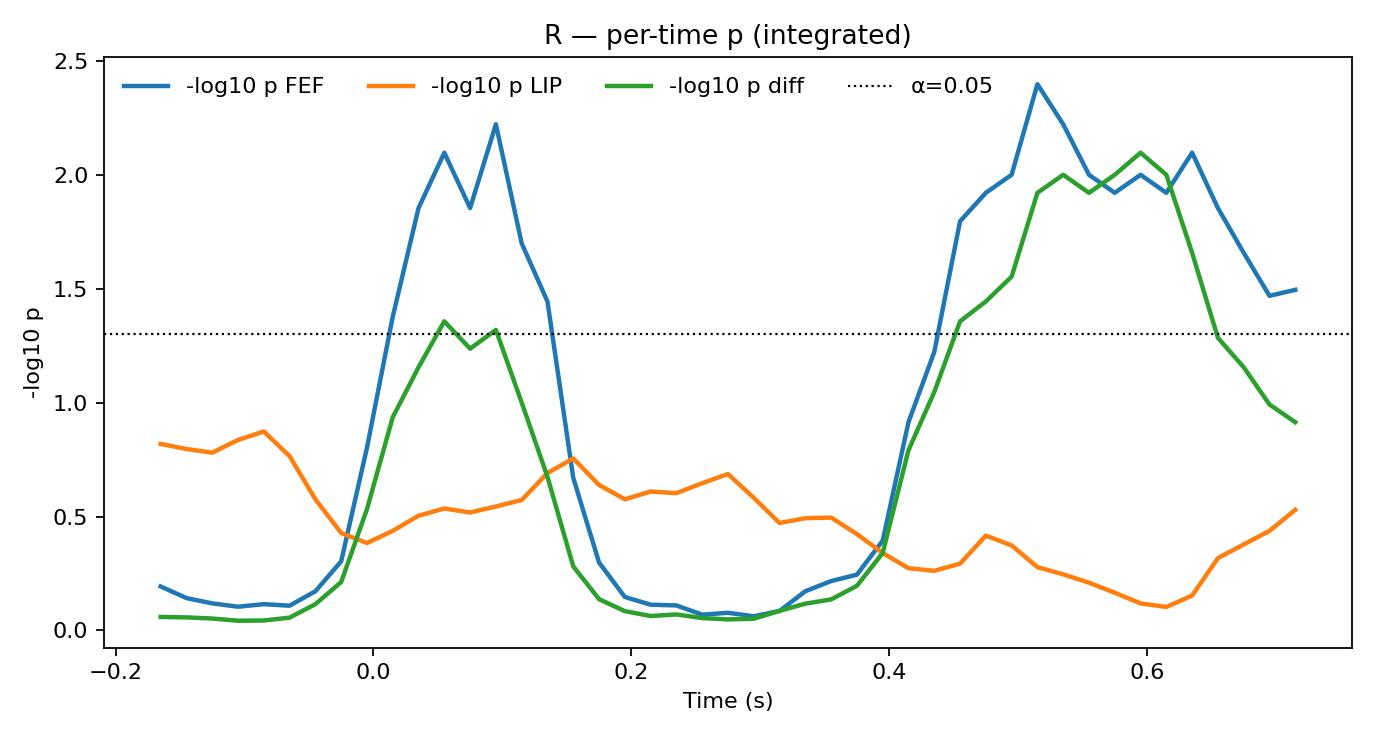 R — per-time p (integrated)
-log10 p FEF
-log10 p LIP
-log10 p diff
α=0.05
-log10 p
2.5
2.0
1.5
1.0
0.5
0.0
−0.2
0.0
0.2
0.4
0.6
Time (s)